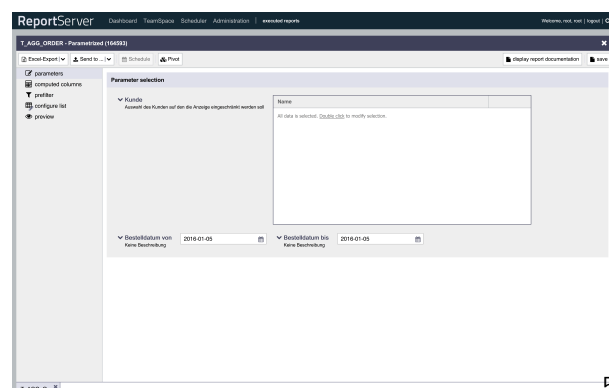 ReportServer Dashboard TeamSpace Scheduler Administration executed reports Welcome, root, root | logout |
T_AGG_ORDER - Parametrized (164593)
Excel-Export Send to ... Schedule Pivot display report documentation save
parameters
computed columns
prefilter
configure list
preview
Parameter selection
Kunde
Auswahl des Kunden auf den die Anzeige eingeschränkt werden soll
Name
All data is selected. Double click to modify selection.
Bestelldatum von 2016-01-05
Keine Beschreibung
Bestelldatum bis 2016-01-05
Keine Beschreibung